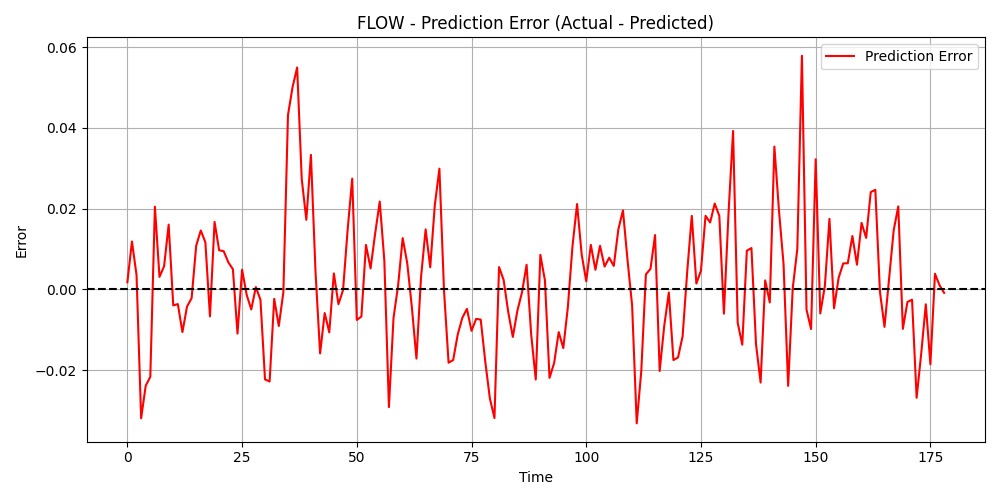 FLOW - Prediction Error (Actual - Predicted)
Prediction Error
0.06
0.04
0.02
0.00
−0.02
Error
0 25 50 75 100 125 150 175
Time